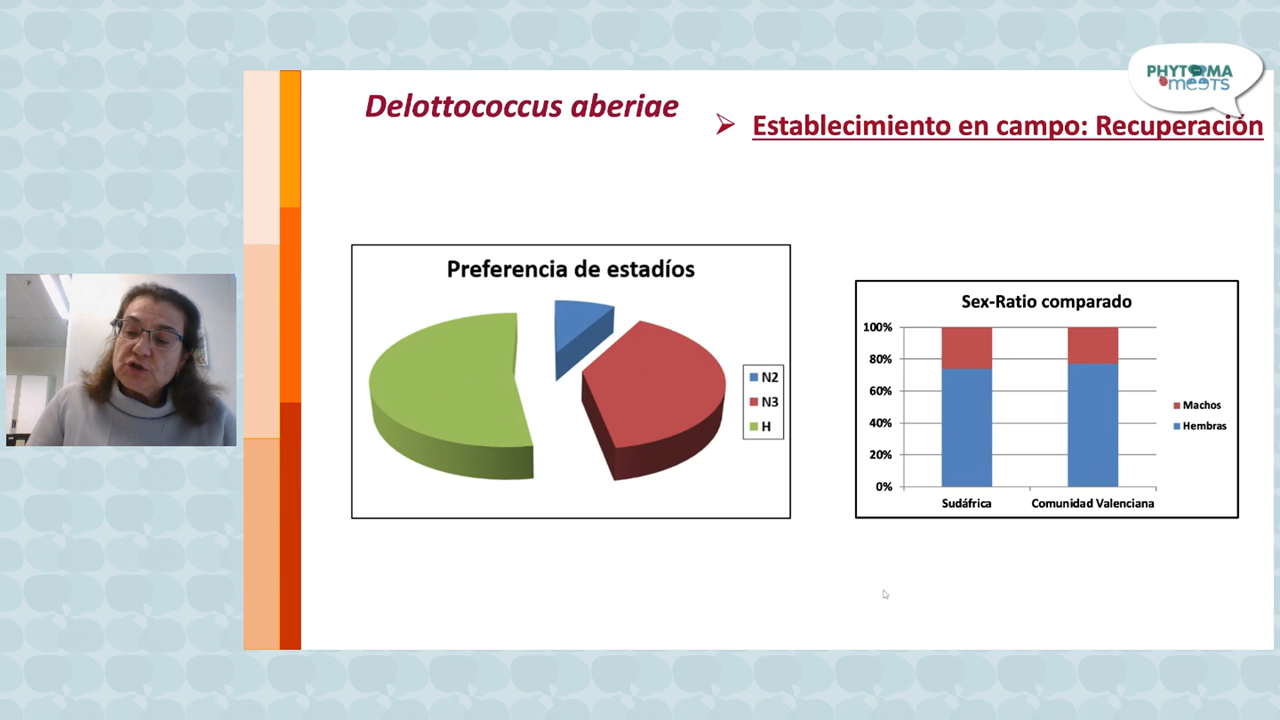 PHYTOMA
meets
Delottococcus aberiae
➢ Establecimiento en campo: Recuperación
Preferencia de estadíos
N2
N3
H
Sex-Ratio comparado
100%
80%
60%
40%
20%
0%
Sudáfrica
Comunidad Valenciana
Machos
Hembras